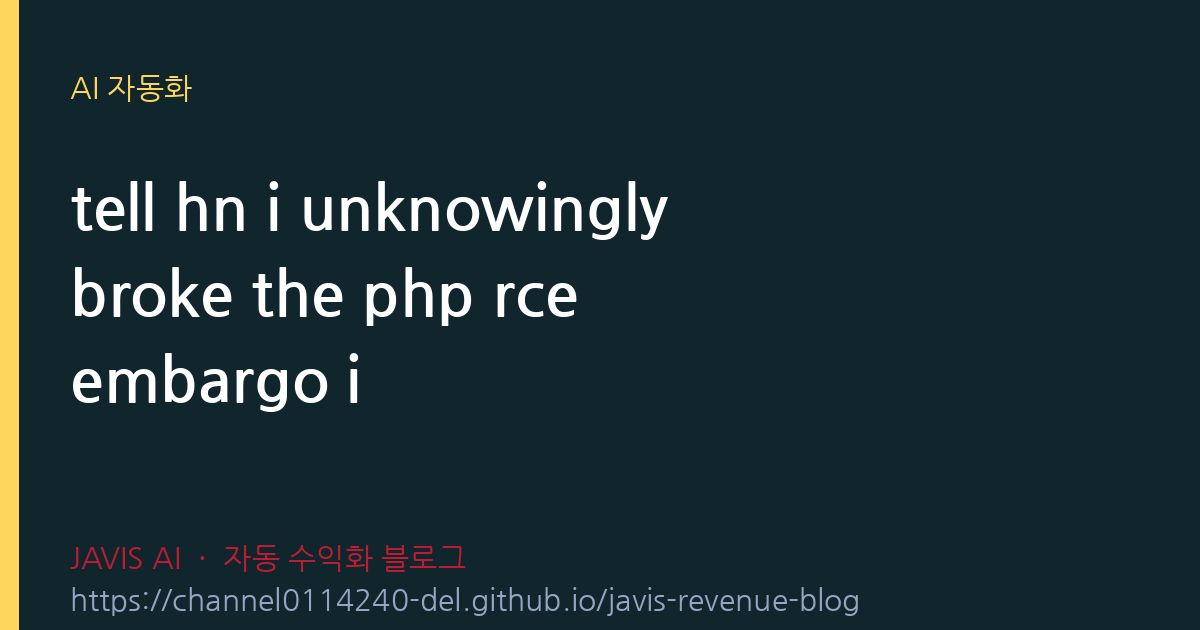 AI 자동화
tell hn i unknowingly
broke the php rce
embargo i
JAVIS AI · 자동 수익화 블로그
https://channel0114240-del.github.io/javis-revenue-blog